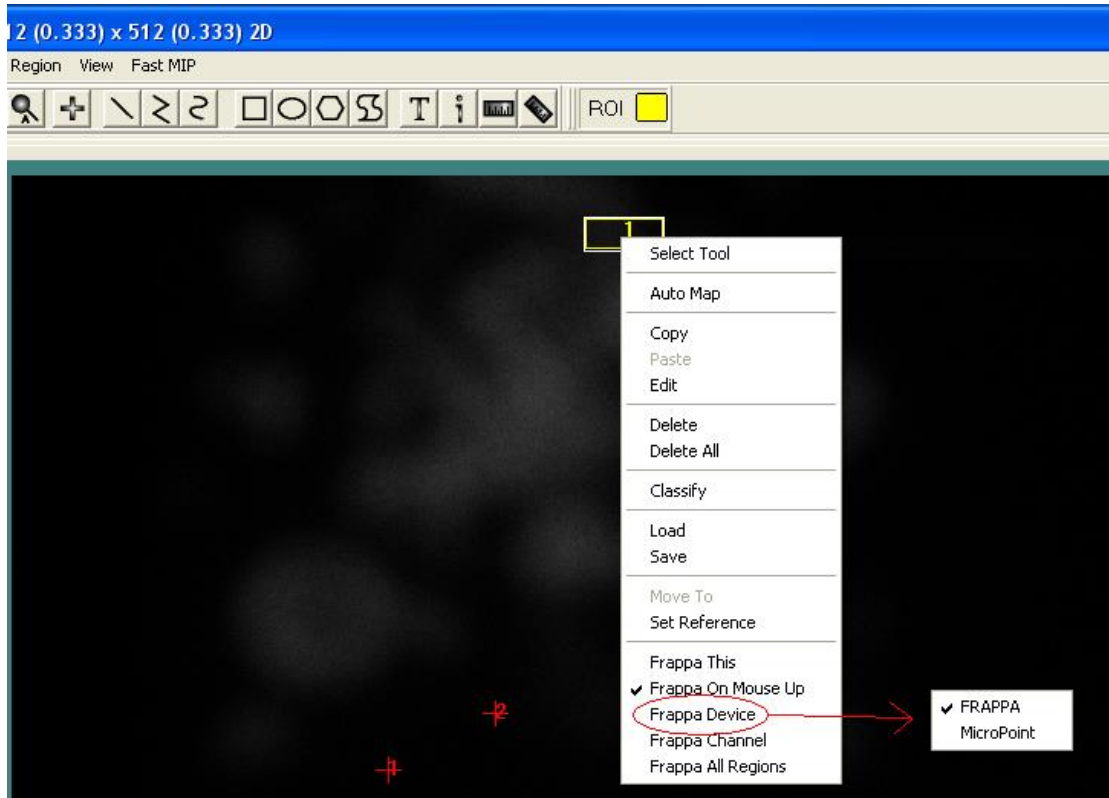 12 (0.333) x 512 (0.333) 2D
Region View Fast MIP
T i ROI
1
Select Tool
Auto Map
Copy
Paste
Edit
Delete
Delete All
Classify
Load
Save
Move To
Set Reference
Frappa This
Frappa On Mouse Up
Frappa Device
Frappa Channel
Frappa All Regions
FRAPPA
MicroPoint
2
1